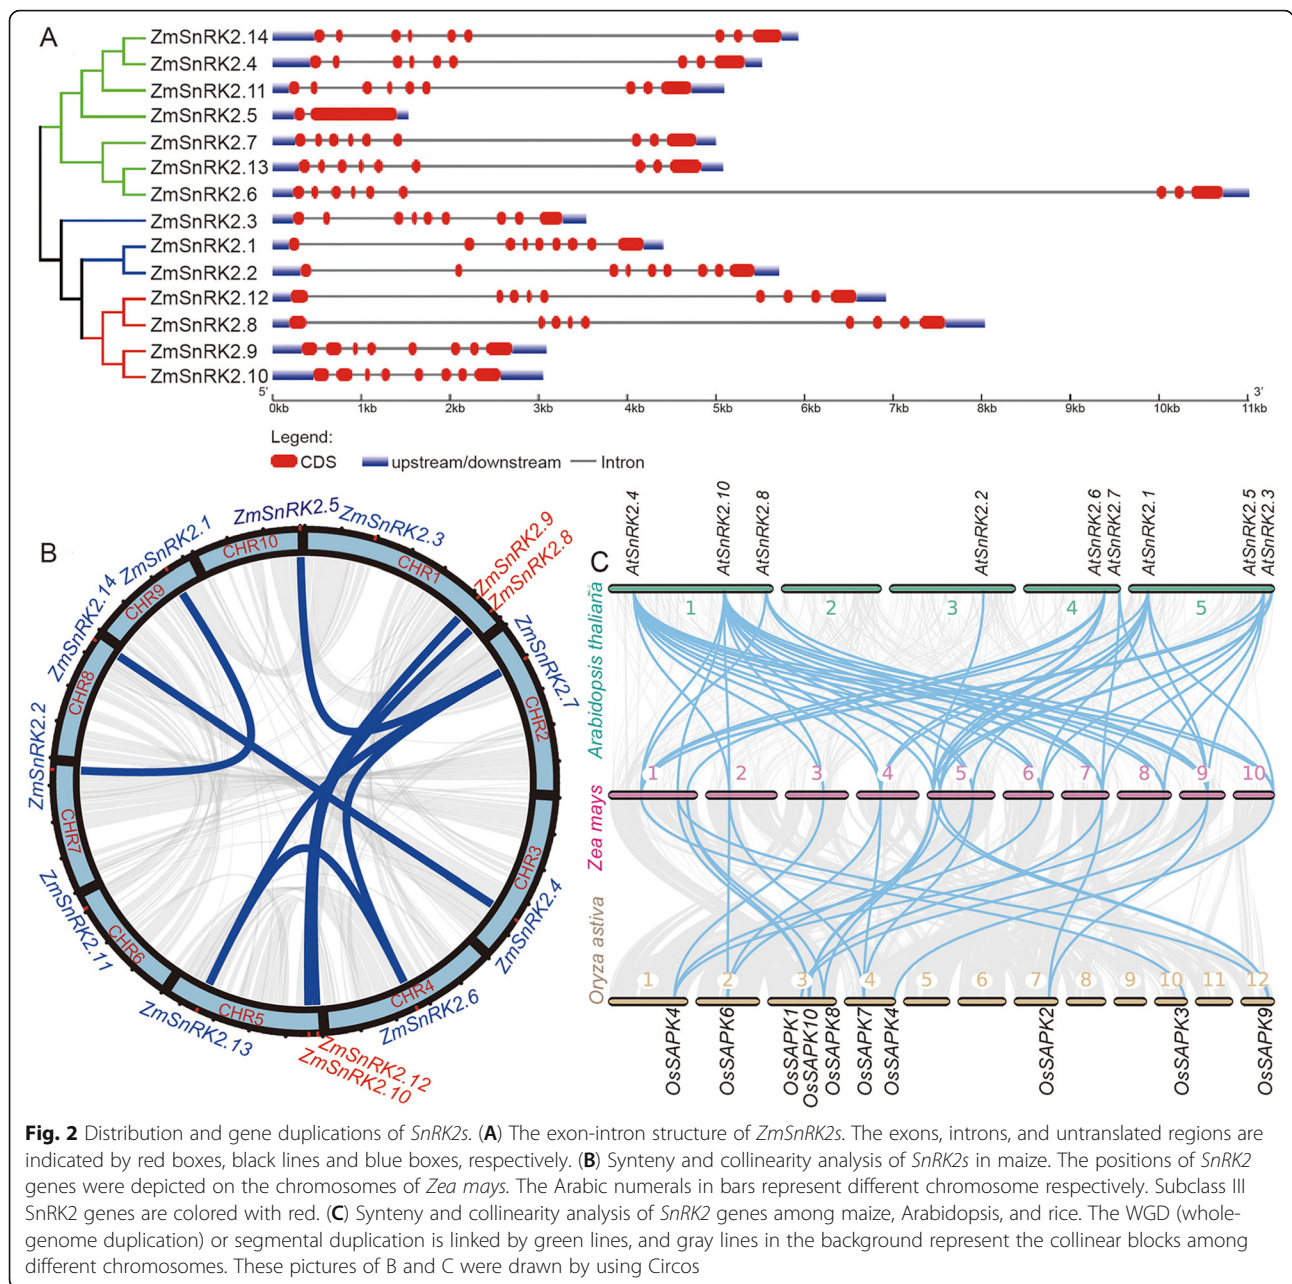 A
ZmSnRK2.14
ZmSnRK2.4
ZmSnRK2.11
ZmSnRK2.5
ZmSnRK2.7
ZmSnRK2.13
ZmSnRK2.6
ZmSnRK2.3
ZmSnRK2.1
ZmSnRK2.2
ZmSnRK2.12
ZmSnRK2.8
ZmSnRK2.9
ZmSnRK2.10
5' 3'
0kb 1kb 2kb 3kb 4kb 5kb 6kb 7kb 8kb 9kb 10kb 11kb
Legend:
CDS upstream/downstream Intron
B
ZmSnRK2.5
ZmSnRK2.3
ZmSnRK2.9
ZmSnRK2.8
ZmSnRK2.7
ZmSnRK2.4
ZmSnRK2.6
ZmSnRK2.12
ZmSnRK2.10
ZmSnRK2.13
ZmSnRK2.11
ZmSnRK2.2
ZmSnRK2.14
ZmSnRK2.1
CHR1
CHR2
CHR3
CHR4
CHR5
CHR6
CHR7
CHR8
CHR9
CHR10
C
AtSnRK2.4
AtSnRK2.10
AtSnRK2.8
AtSnRK2.2
AtSnRK2.6
AtSnRK2.7
AtSnRK2.1
AtSnRK2.5
AtSnRK2.3
Arabidopsis thaliana
1 2 3 4 5
Zea mays
1 2 3 4 5 6 7 8 9 10
Oryza astiva
1 2 3 4 5 6 7 8 9 10 11 12
OsSAPK4
OsSAPK6
OsSAPK1
OsSAPK10
OsSAPK8
OsSAPK7
OsSAPK4
OsSAPK2
OsSAPK3
OsSAPK9
Fig. 2 Distribution and gene duplications of SnRK2s. (A) The exon-intron structure of ZmSnRK2s. The exons, introns, and untranslated regions are
indicated by red boxes, black lines and blue boxes, respectively. (B) Synteny and collinearity analysis of SnRK2s in maize. The positions of SnRK2
genes were depicted on the chromosomes of Zea mays. The Arabic numerals in bars represent different chromosome respectively. Subclass III
SnRK2 genes are colored with red. (C) Synteny and collinearity analysis of SnRK2 genes among maize, Arabidopsis, and rice. The WGD (whole-
genome duplication) or segmental duplication is linked by green lines, and gray lines in the background represent the collinear blocks among
different chromosomes. These pictures of B and C were drawn by using Circos